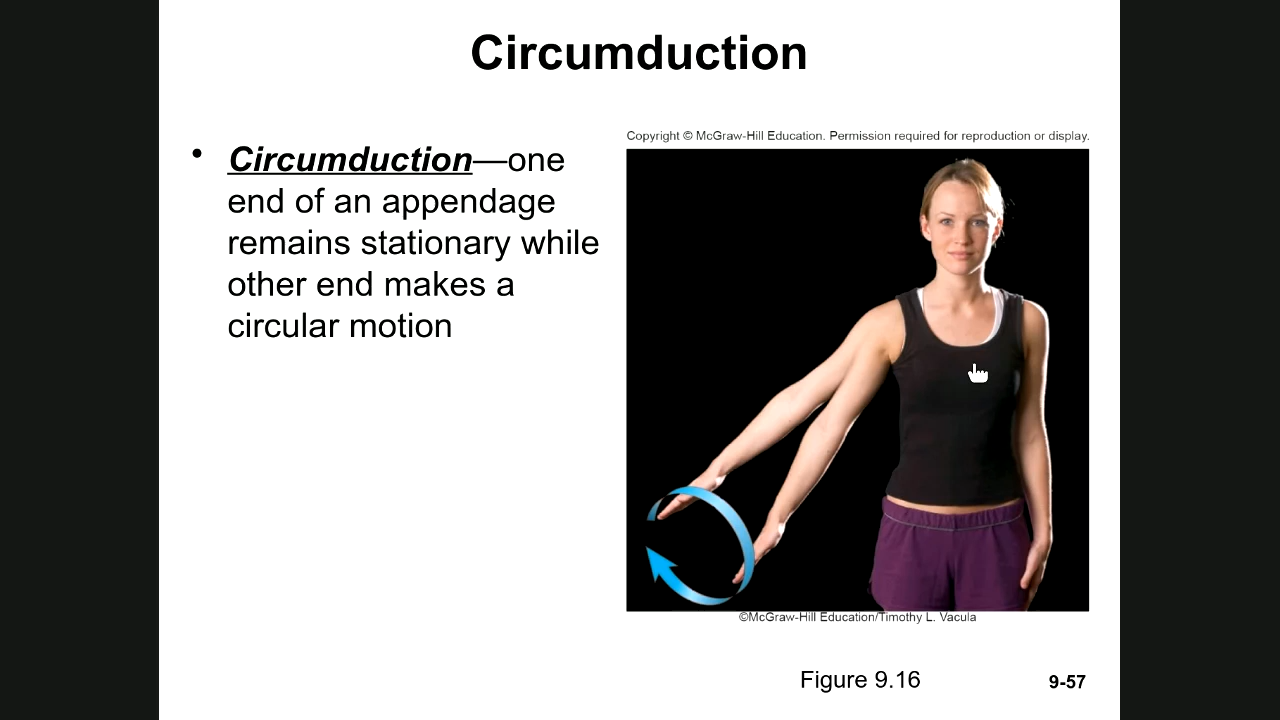 Circumduction
• Circumduction—one
end of an appendage
remains stationary while
other end makes a
circular motion
Copyright © McGraw-Hill Education. Permission required for reproduction or display.
©McGraw-Hill Education/Timothy L. Vacula
Figure 9.16
9-57